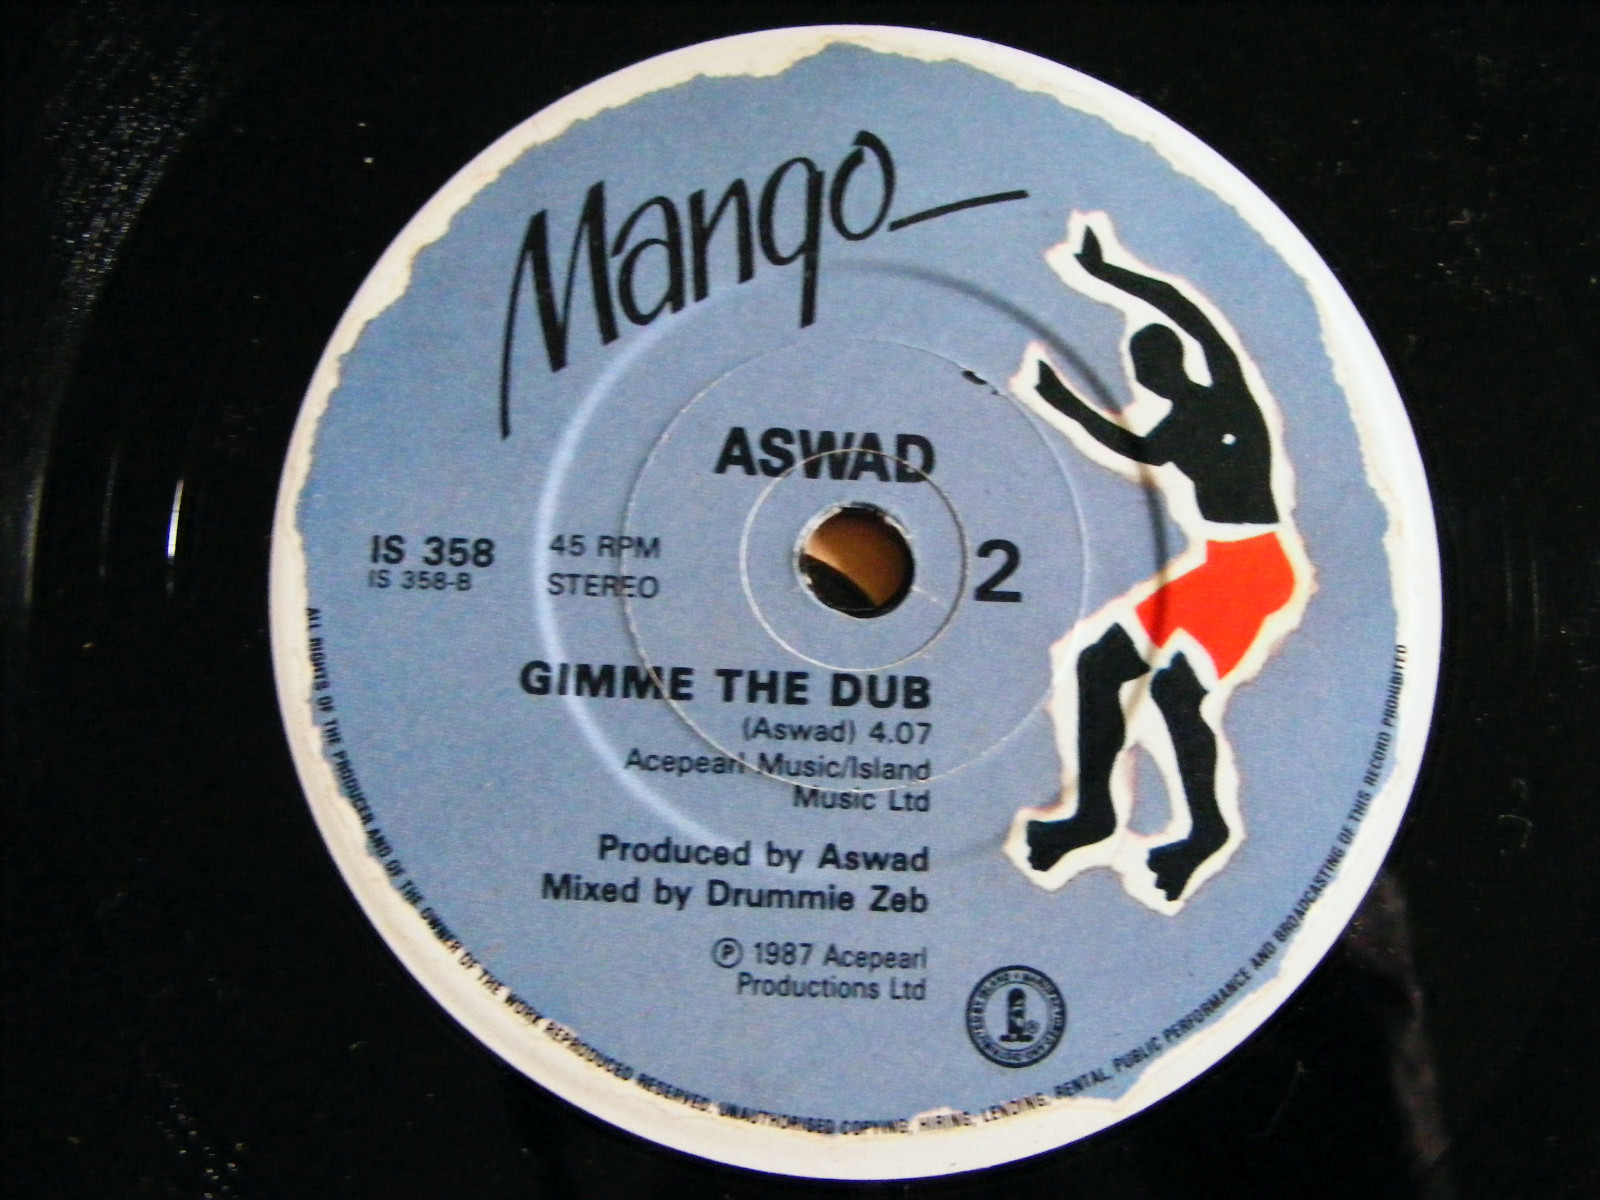 Mango
ASWAD
IS 358
IS 358-B
45 RPM
STEREO
2
GIMME THE DUB
(Aswad) 4.07
Acepearl Music/Island
Music Ltd
Produced by Aswad
Mixed by Drummie Zeb
Ⓟ 1987 Acepearl
Productions Ltd
ALL RIGHTS OF THE PRODUCER AND OF THE OWNER OF THE WORK REPRODUCED RESERVED. UNAUTHORISED COPYING, HIRING, LENDING, RENTAL, PUBLIC PERFORMANCE AND BROADCASTING OF THIS RECORD PROHIBITED